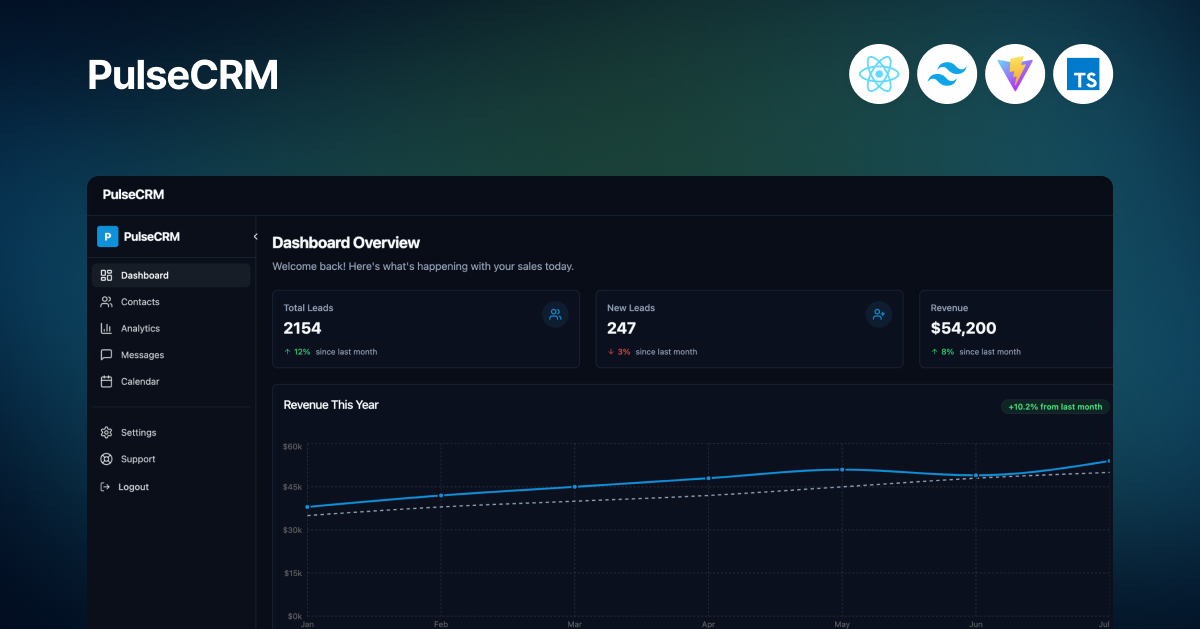 PulseCRM
TS
PulseCRM
P PulseCRM
Dashboard
Contacts
Analytics
Messages
Calendar
Settings
Support
Logout
Dashboard Overview
Welcome back! Here's what's happening with your sales today.
Total Leads
2154
↑ 12% since last month
New Leads
247
↓ 3% since last month
Revenue
$54,200
↑ 8% since last month
Revenue This Year
+10.2% from last month
$60k
$45k
$30k
$15k
$0k
Jan Feb Mar Apr May Jun Jul